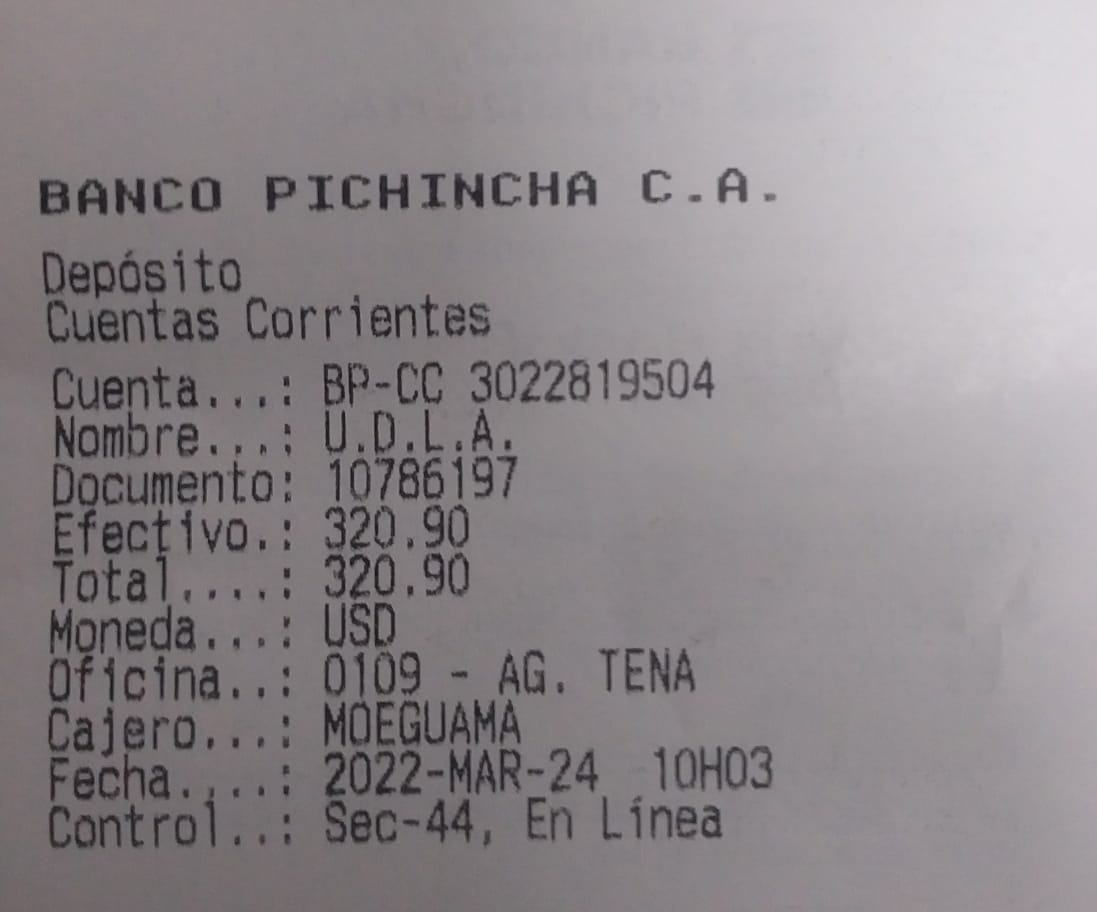 BANCO PICHINCHA C.A.
Depósito
Cuentas Corrientes
Cuenta...: BP-CC 3022819504
Nombre...: U.D.L.A.
Documento: 10786197
Efectivo.: 320.90
Total....: 320.90
Moneda...: USD
Oficina..: 0109 - AG. TENA
Cajero...: MOEGUAMA
Fecha....: 2022-MAR-24  10H03
Control..: Sec-44, En Línea